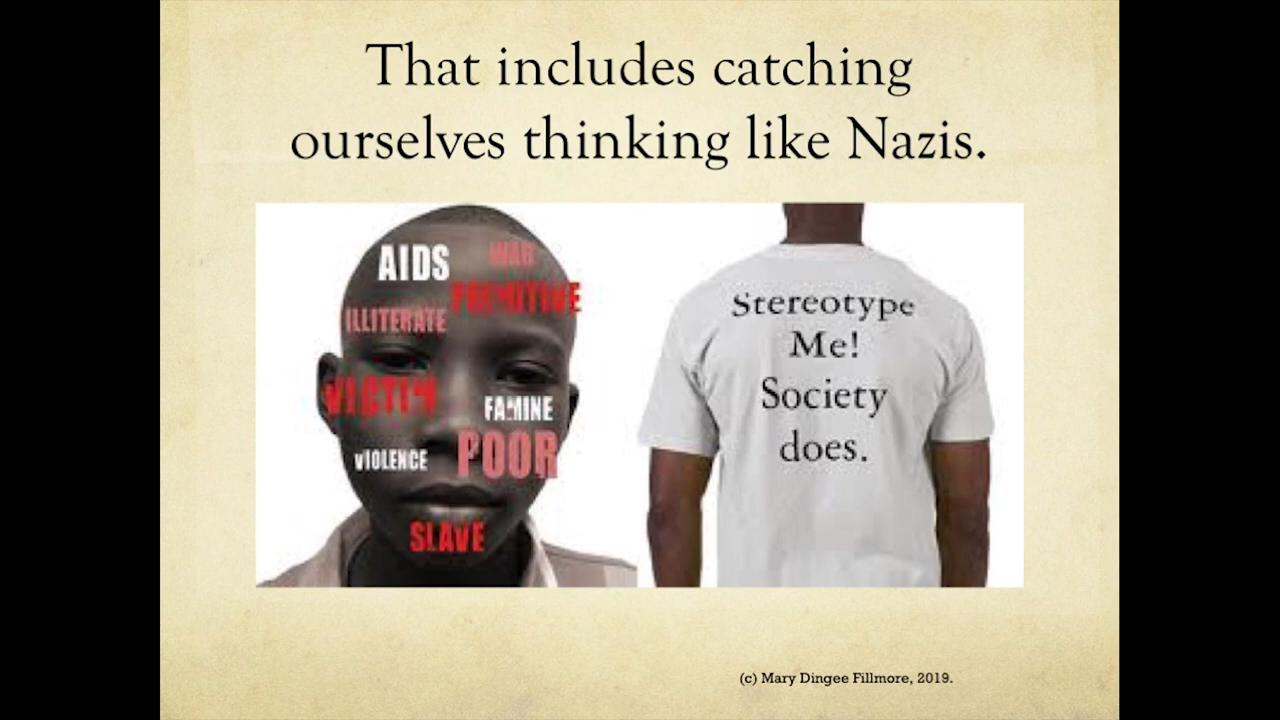 That includes catching
ourselves thinking like Nazis.
AIDS
WAR
PRIMITIVE
ILLITERATE
VICTIM
FAMINE
POOR
VIOLENCE
SLAVE
Stereotype
Me!
Society
does.
(c) Mary Dingee Fillmore, 2019.